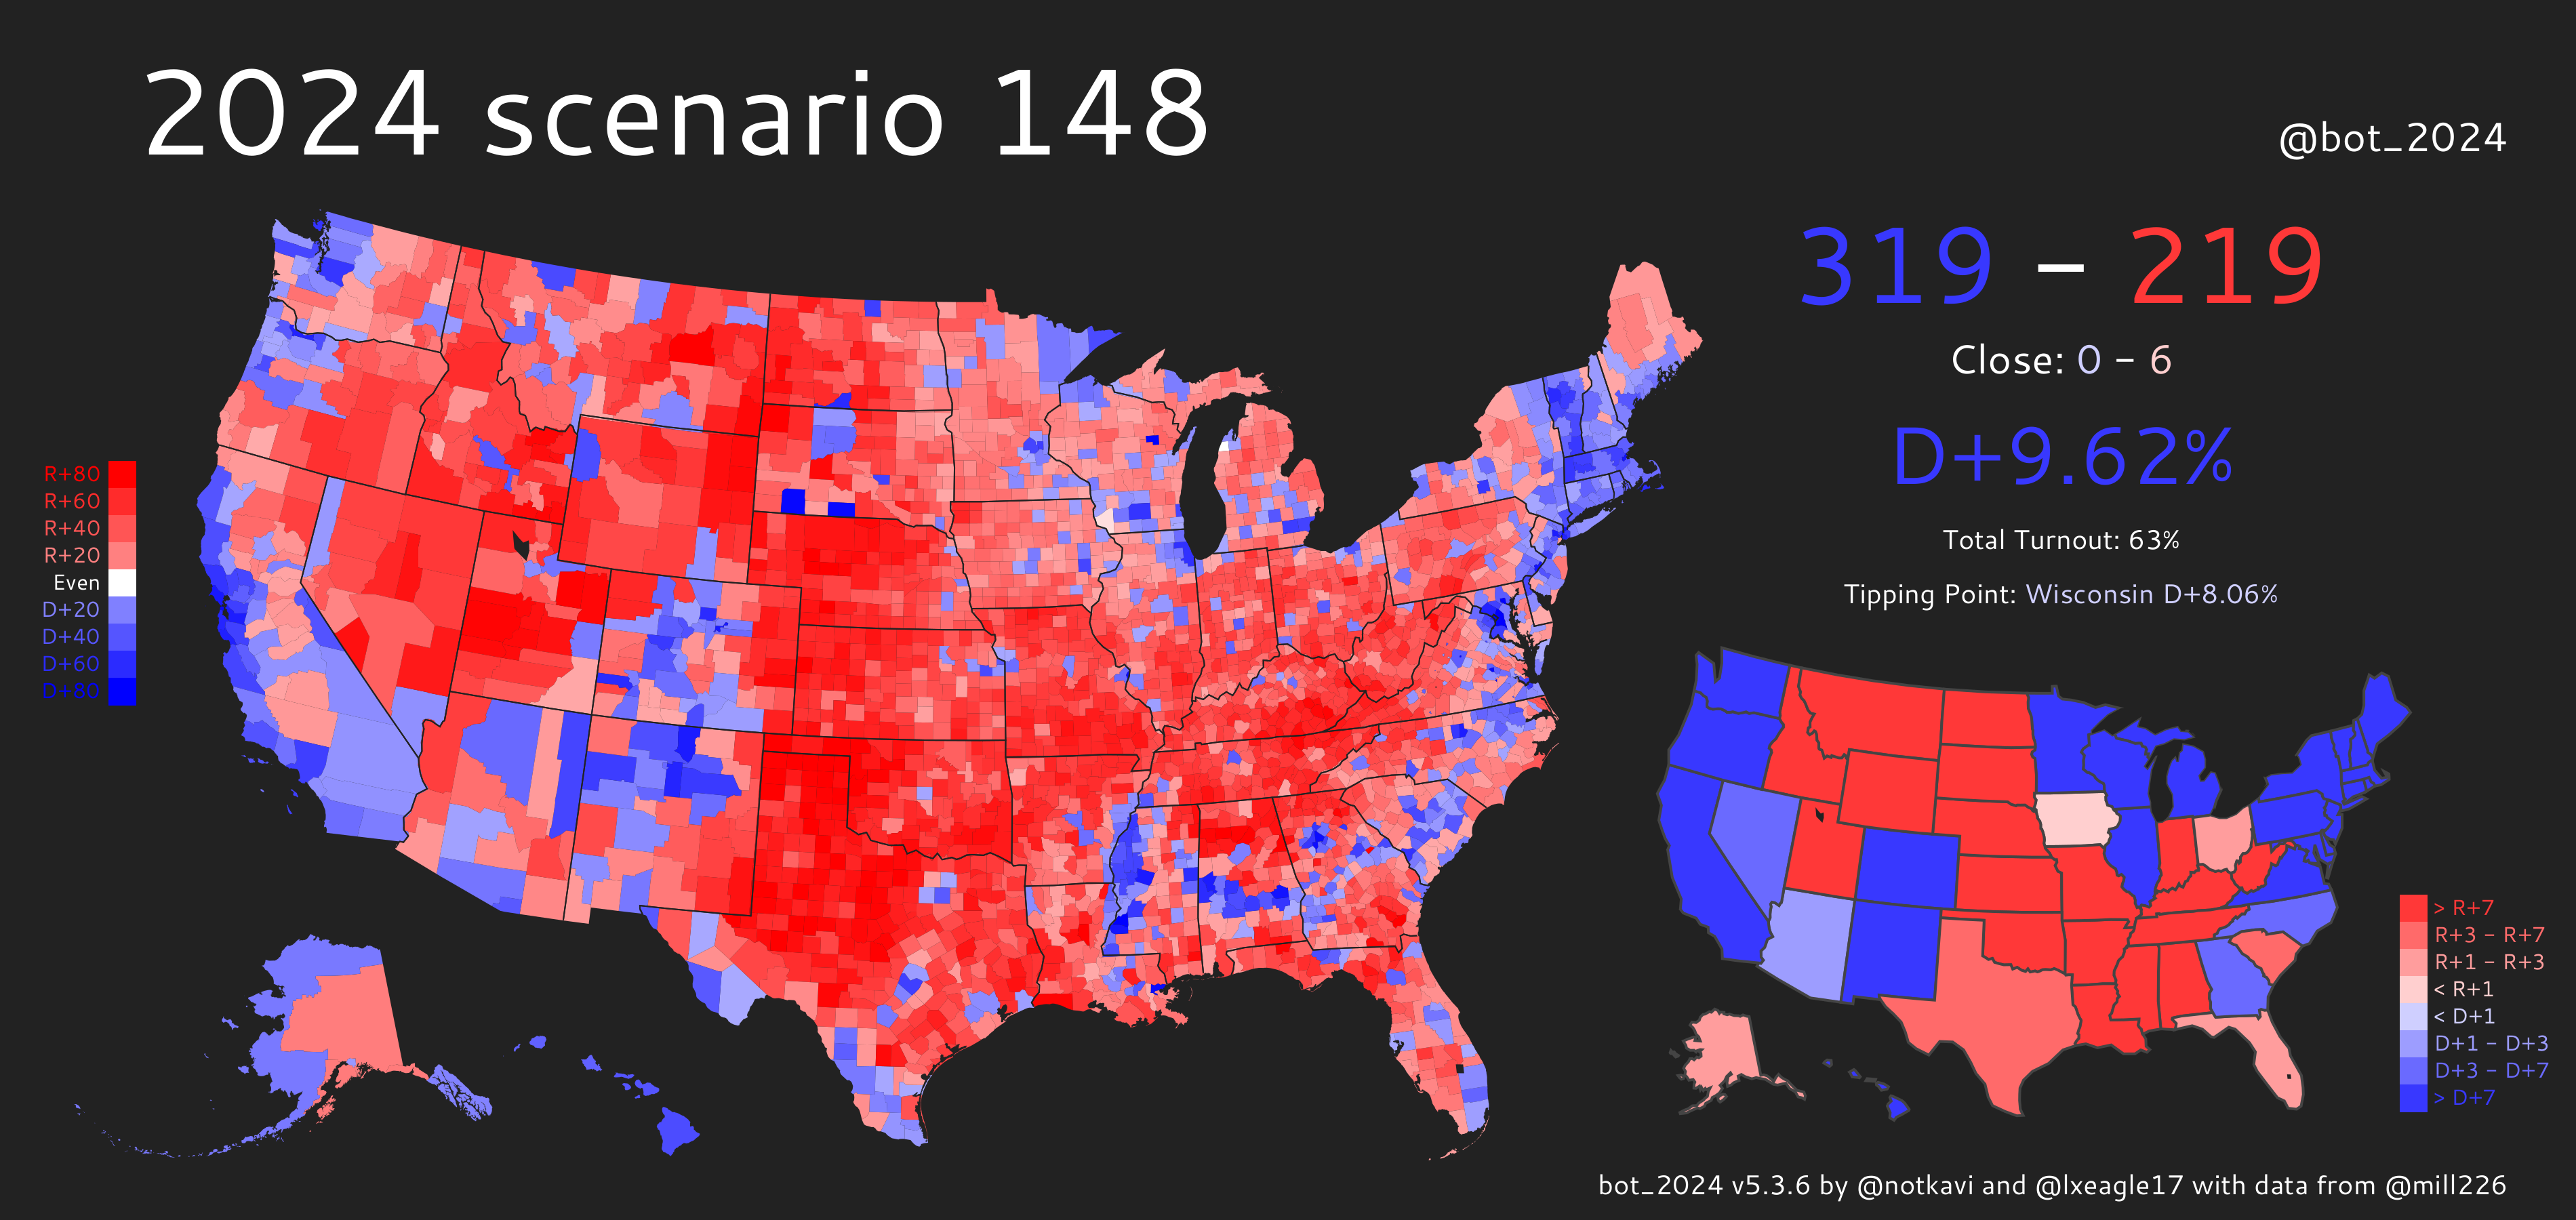 2024 scenario 148
@bot_2024
319 – 219
Close: 0 – 6
D+9.62%
Total Turnout: 63%
Tipping Point: Wisconsin D+8.06%
R+80
R+60
R+40
R+20
Even
D+20
D+40
D+60
D+80
> R+7
R+3 – R+7
R+1 – R+3
< R+1
< D+1
D+1 – D+3
D+3 – D+7
> D+7
bot_2024 v5.3.6 by @notkavi and @lxeagle17 with data from @mill226